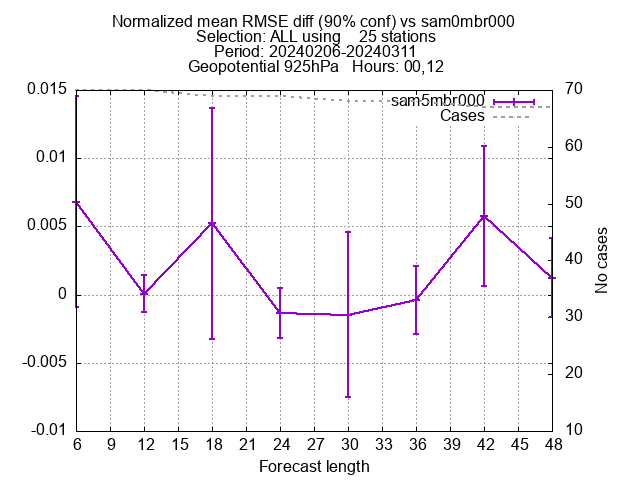 Normalized mean RMSE diff (90% conf) vs sam0mbr000
Selection: ALL using    25 stations
Period: 20240206-20240311
Geopotential 925hPa   Hours: 00,12
0.015
0.01
0.005
0
-0.005
-0.01
70
60
50
40
30
20
10
sam5mbr000
Cases
No cases
6 9 12 15 18 21 24 27 30 33 36 39 42 45 48
Forecast length